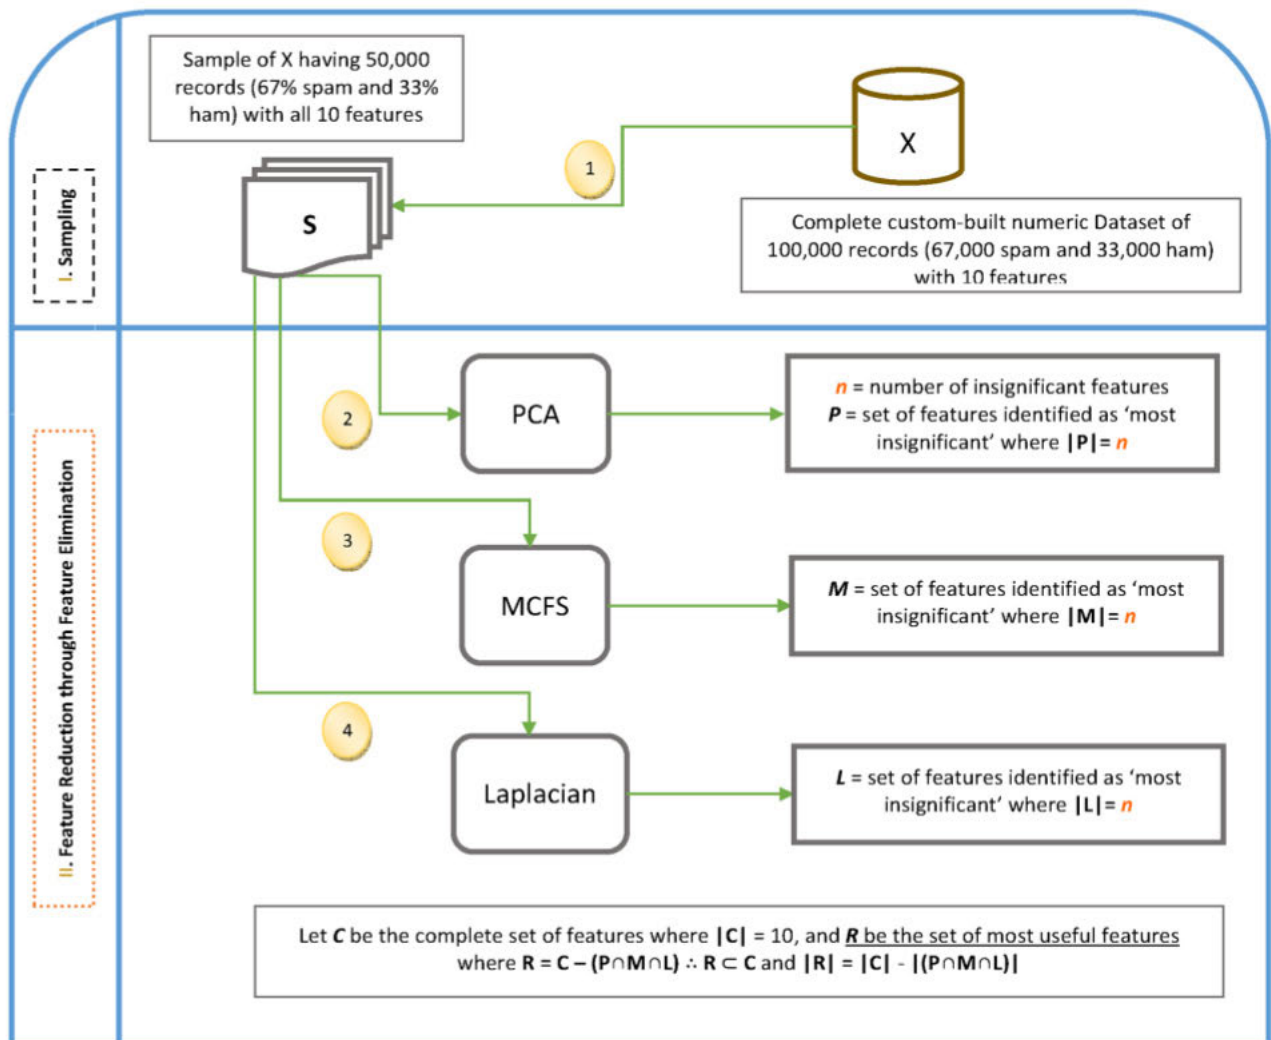 Sample of X having 50,000
records (67% spam and 33%
ham) with all 10 features
X
1
S
I. Sampling
Complete custom-built numeric Dataset of
100,000 records (67,000 spam and 33,000 ham)
with 10 features
2
PCA
n = number of insignificant features
P = set of features identified as ‘most
insignificant’ where |P|= n
II. Feature Reduction through Feature Elimination
3
MCFS
M = set of features identified as ‘most
insignificant’ where |M|= n
4
Laplacian
L = set of features identified as ‘most
insignificant’ where |L|= n
Let C be the complete set of features where |C| = 10, and R be the set of most useful features
where R = C – (P∩M∩L) ∴ R ⊂ C and |R| = |C| - |(P∩M∩L)|